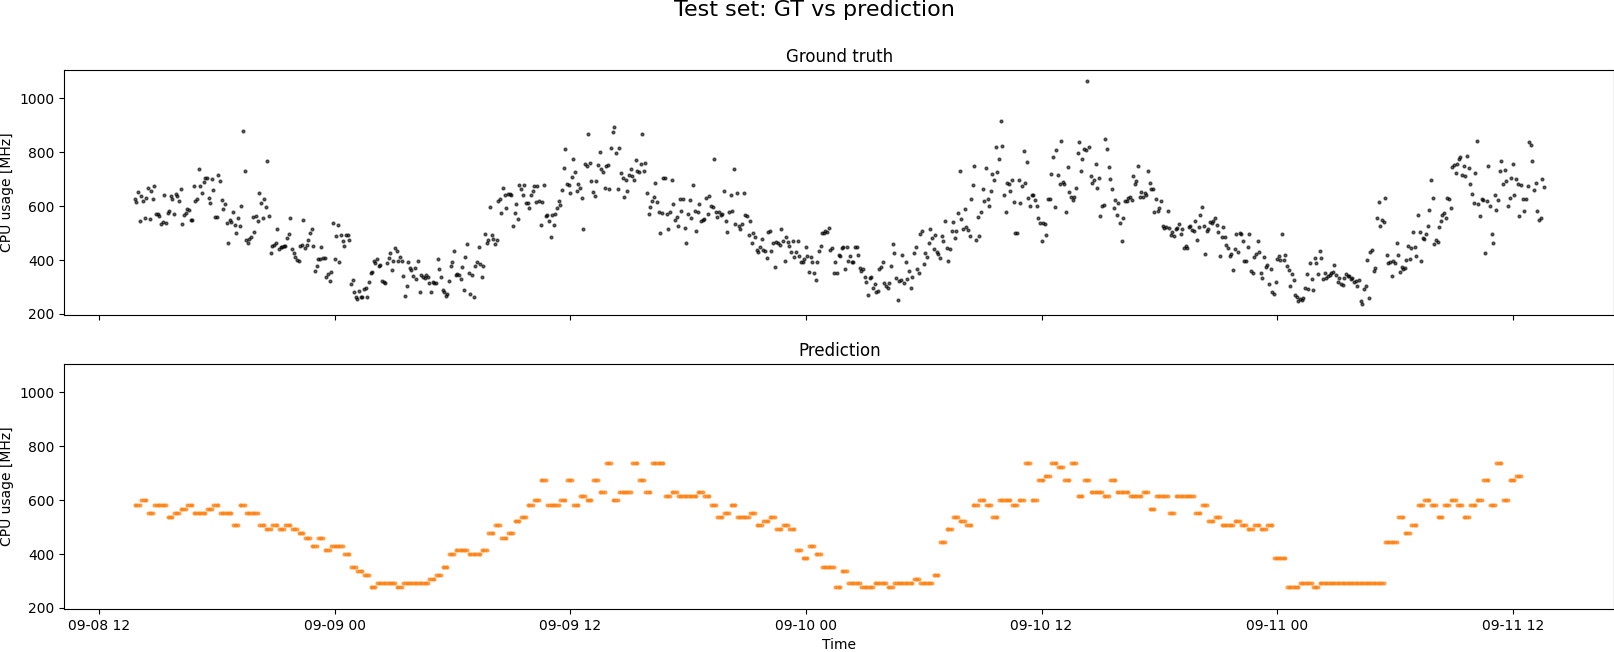 Test set: GT vs prediction
Ground truth
CPU usage [MHz]
1000
800
600
400
200
Prediction
CPU usage [MHz]
1000
800
600
400
200
09-08 12
09-09 00
09-09 12
09-10 00
09-10 12
09-11 00
09-11 12
Time